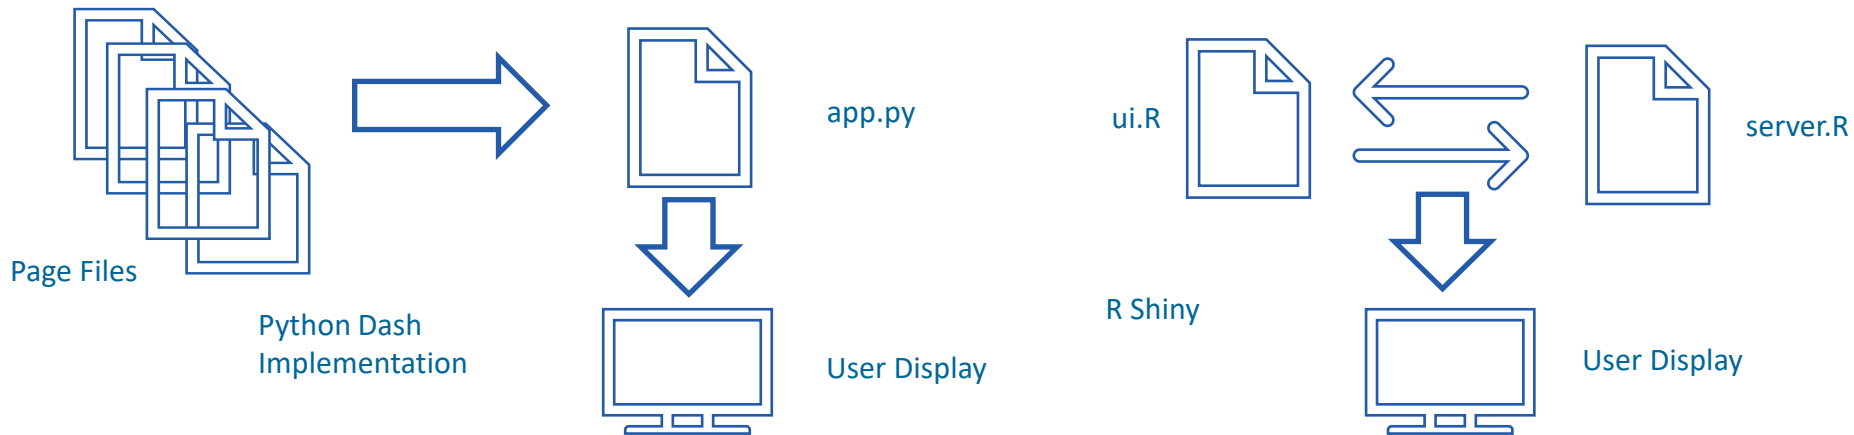 Page Files
Python Dash
Implementation
app.py
User Display
ui.R
server.R
R Shiny
User Display